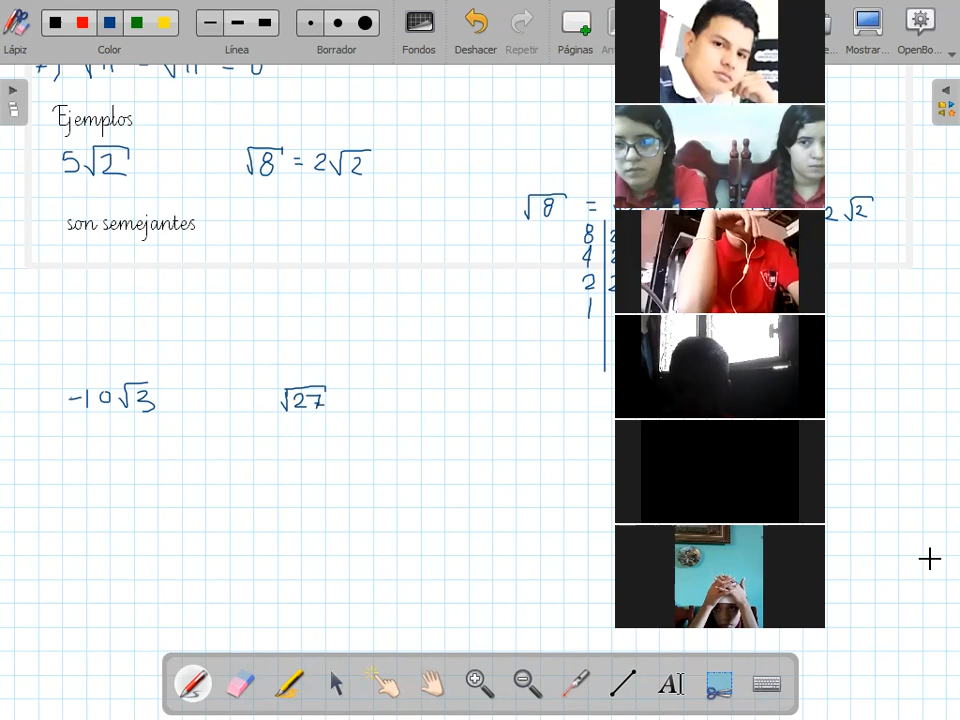 Lápiz
Color
Línea
Borrador
Fondos
Deshacer
Repetir
Páginas
Mostrar...
OpenBo...
Ejemplos
5√2 √8 = 2√2
son semejantes
√8 =
2√2
8
4
2
1
-10√3 √27